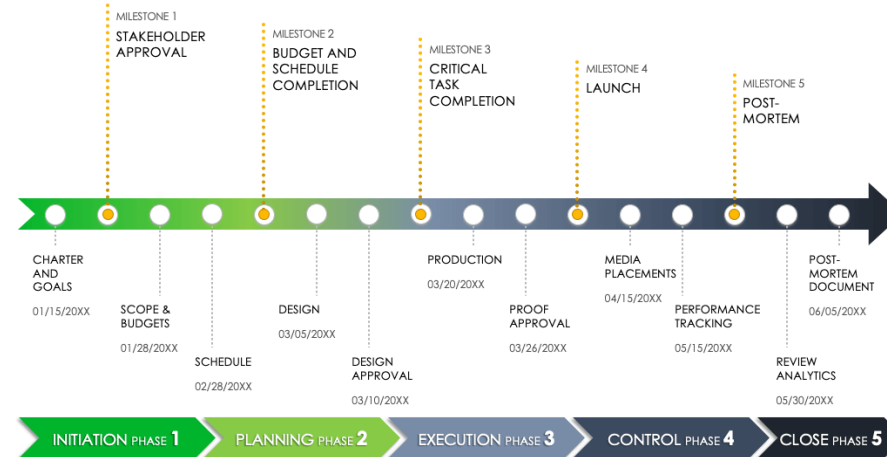 MILESTONE 1
STAKEHOLDER
APPROVAL
MILESTONE 2
BUDGET AND
SCHEDULE
COMPLETION
MILESTONE 3
CRITICAL
TASK
COMPLETION
MILESTONE 4
LAUNCH
MILESTONE 5
POST-
MORTEM
CHARTER
AND
GOALS
01/15/20XX
SCOPE &
BUDGETS
01/28/20XX
SCHEDULE
02/28/20XX
DESIGN
03/05/20XX
DESIGN
APPROVAL
03/10/20XX
PRODUCTION
03/20/20XX
PROOF
APPROVAL
03/26/20XX
MEDIA
PLACEMENTS
04/15/20XX
PERFORMANCE
TRACKING
05/15/20XX
REVIEW
ANALYTICS
05/30/20XX
POST-
MORTEM
DOCUMENT
06/05/20XX
INITIATION PHASE 1
PLANNING PHASE 2
EXECUTION PHASE 3
CONTROL PHASE 4
CLOSE PHASE 5